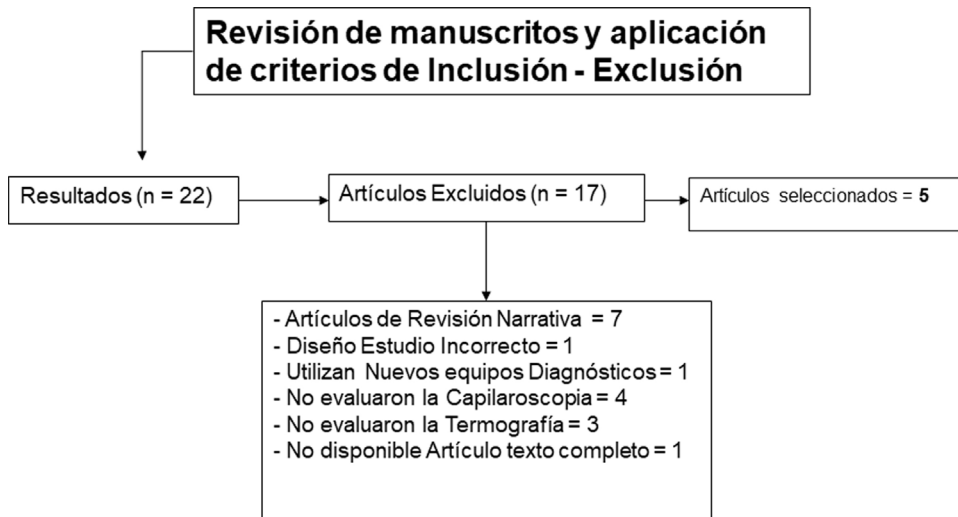 Revisión de manuscritos y aplicación
de criterios de Inclusión - Exclusión
Resultados (n = 22)
Artículos Excluidos (n = 17)
Artículos seleccionados = 5
- Artículos de Revisión Narrativa = 7
- Diseño Estudio Incorrecto = 1
- Utilizan Nuevos equipos Diagnósticos = 1
- No evaluaron la Capilaroscopia = 4
- No evaluaron la Termografía = 3
- No disponible Artículo texto completo = 1